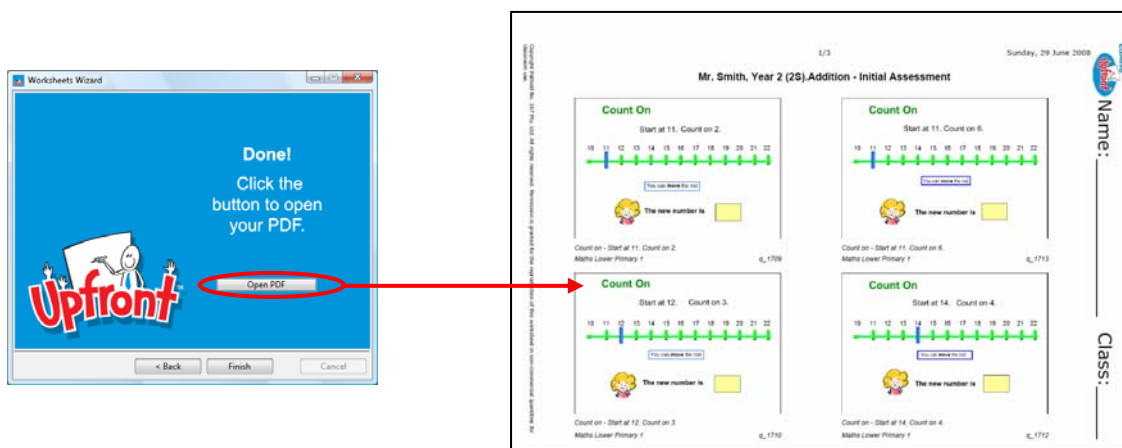 Worksheets Wizard
Done!
Click the
button to open
your PDF.
Open PDF
Upfront
< Back
Finish
Cancel
1/3
Sunday, 29 June 2008
Mr. Smith, Year 2 (2S).Addition - Initial Assessment
Count On
Start at 11. Count on 2.
10 11 12 13 14 15 16 17 18 19 20 21 22
You can move the rod
The new number is
Count on - Start at 11. Count on 2.
Maths Lower Primary 1
q_1709
Count On
Start at 11. Count on 6.
10 11 12 13 14 15 16 17 18 19 20 21 22
You can move the rod
The new number is
Count on - Start at 11. Count on 6.
Maths Lower Primary 1
q_1713
Count On
Start at 12. Count on 3.
10 11 12 13 14 15 16 17 18 19 20 21 22
You can move the rod
The new number is
Count on - Start at 12. Count on 3
Maths Lower Primary 1
q_1710
Count On
Start at 14. Count on 4.
10 11 12 13 14 15 16 17 18 19 20 21 22
You can move the rod
The new number is
Count on - Start at 14. Count on 4.
Maths Lower Primary 1
q_1712
Upfront
Name:
Class: